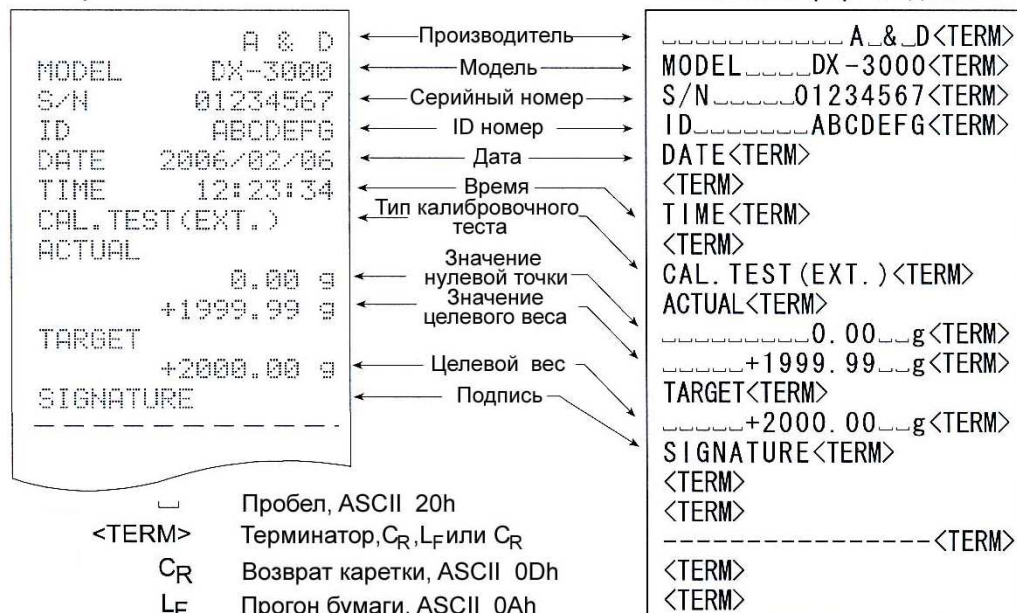 A & D
MODEL DX-3000
S/N 01234567
ID ABCDEFG
DATE 2006/02/06
TIME 12:23:34
CAL.TEST(EXT.)
ACTUAL
0.00 g
+1999.99 g
TARGET
+2000.00 g
SIGNATURE
Производитель
Модель
Серийный номер
ID номер
Дата
Время
Тип калибровочного
теста
Значение
нулевой точки
Значение
целевого веса
Целевой вес
Подпись
␣␣␣␣␣␣␣␣␣␣␣A␣&␣D<TERM>
MODEL␣␣␣␣DX-3000<TERM>
S/N␣␣␣␣␣01234567<TERM>
ID␣␣␣␣␣␣␣ABCDEFG<TERM>
DATE<TERM>
<TERM>
TIME<TERM>
<TERM>
CAL.TEST(EXT.)<TERM>
ACTUAL<TERM>
␣␣␣␣␣␣␣␣␣0.00␣␣g<TERM>
␣␣␣␣␣+1999.99␣␣g<TERM>
TARGET<TERM>
␣␣␣␣␣+2000.00␣␣g<TERM>
SIGNATURE<TERM>
<TERM>
<TERM>
----------------<TERM>
<TERM>
<TERM>
␣ Пробел, ASCII 20h
<TERM> Терминатор,CR,LFили CR
CR Возврат каретки, ASCII 0Dh
LF Прогон бумаги, ASCII 0Ah